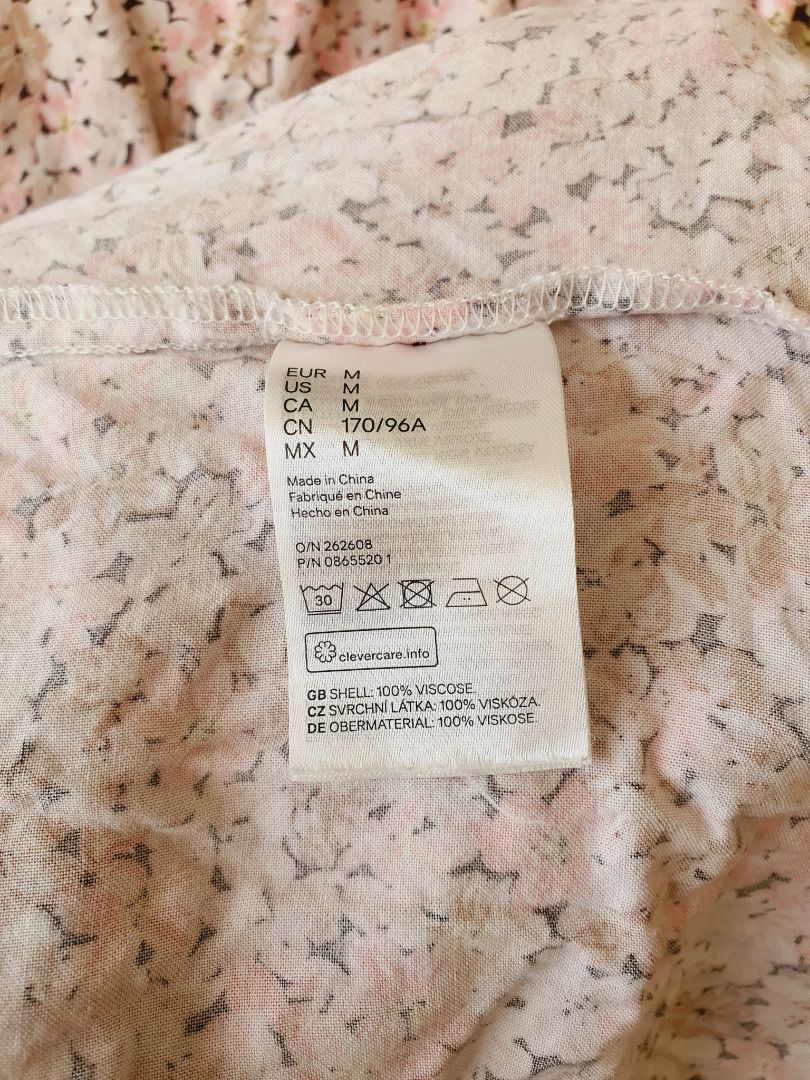 EUR M
US M
CA M
CN 170/96A
MX M
Made in China
Fabriqué en Chine
Hecho en China
O/N 262608
P/N 0865520 1
30
clevercare.info
GB SHELL: 100% VISCOSE.
CZ SVRCHNÍ LÁTKA: 100% VISKÓZA.
DE OBERMATERIAL: 100% VISKOSE.